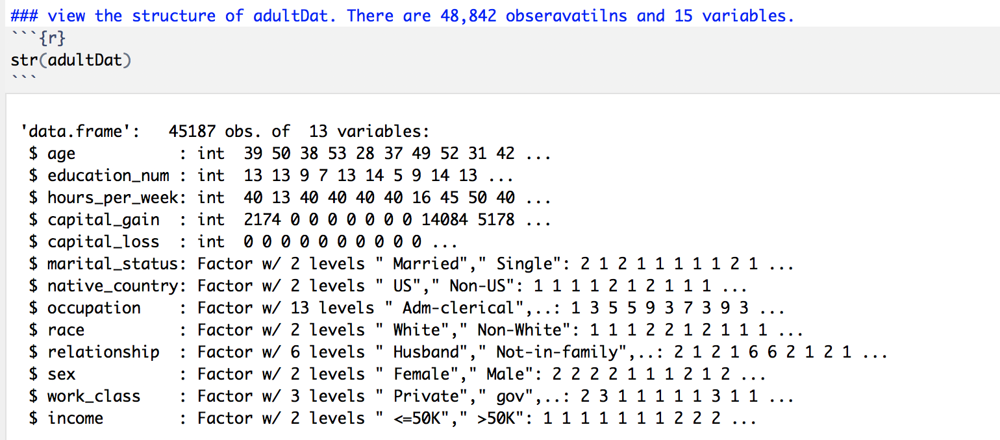 ### view the structure of adultDat. There are 48,842 obseravatilns and 15 variables.
```{r}
str(adultDat)
```
'data.frame':   45187 obs. of  13 variables:
 $ age           : int  39 50 38 53 28 37 49 52 31 42 ...
 $ education_num : int  13 13 9 7 13 14 5 9 14 13 ...
 $ hours_per_week: int  40 13 40 40 40 40 16 45 50 40 ...
 $ capital_gain  : int  2174 0 0 0 0 0 0 0 14084 5178 ...
 $ capital_loss  : int  0 0 0 0 0 0 0 0 0 0 ...
 $ marital_status: Factor w/ 2 levels " Married"," Single": 2 1 2 1 1 1 1 1 2 1 ...
 $ native_country: Factor w/ 2 levels " US"," Non-US": 1 1 1 1 2 1 2 1 1 1 ...
 $ occupation    : Factor w/ 13 levels " Adm-clerical",..: 1 3 5 5 9 3 7 3 9 3 ...
 $ race          : Factor w/ 2 levels " White"," Non-White": 1 1 1 2 2 1 2 1 1 1 ...
 $ relationship  : Factor w/ 6 levels " Husband"," Not-in-family",..: 2 1 2 1 6 6 2 1 2 1 ...
 $ sex           : Factor w/ 2 levels " Female"," Male": 2 2 2 2 1 1 1 2 1 2 ...
 $ work_class    : Factor w/ 3 levels " Private"," gov",..: 2 3 1 1 1 1 1 3 1 1 ...
 $ income        : Factor w/ 2 levels " <=50K"," >50K": 1 1 1 1 1 1 1 2 2 2 ...